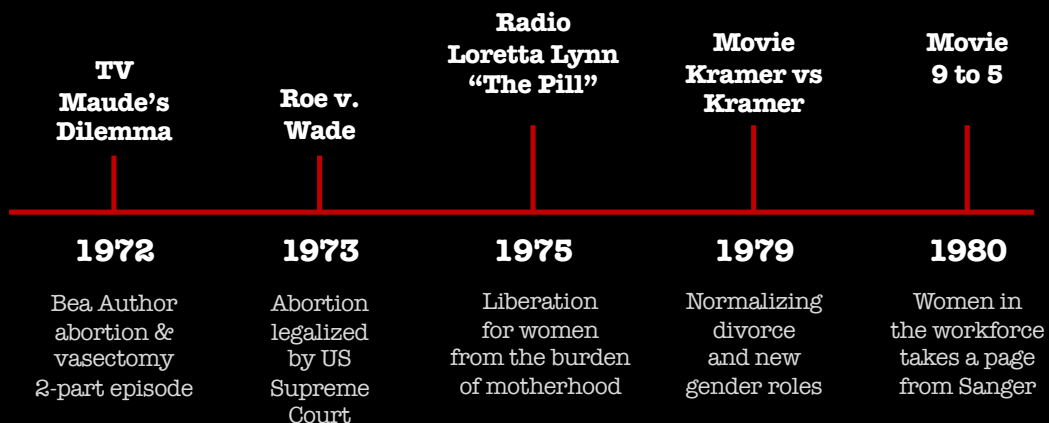 TV
Maude's
Dilemma
Roe v.
Wade
Radio
Loretta Lynn
“The Pill”
Movie
Kramer vs
Kramer
Movie
9 to 5
1972
Bea Author
abortion &
vasectomy
2-part episode
1973
Abortion
legalized
by US
Supreme
Court
1975
Liberation
for women
from the burden
of motherhood
1979
Normalizing
divorce
and new
gender roles
1980
Women in
the workforce
takes a page
from Sanger